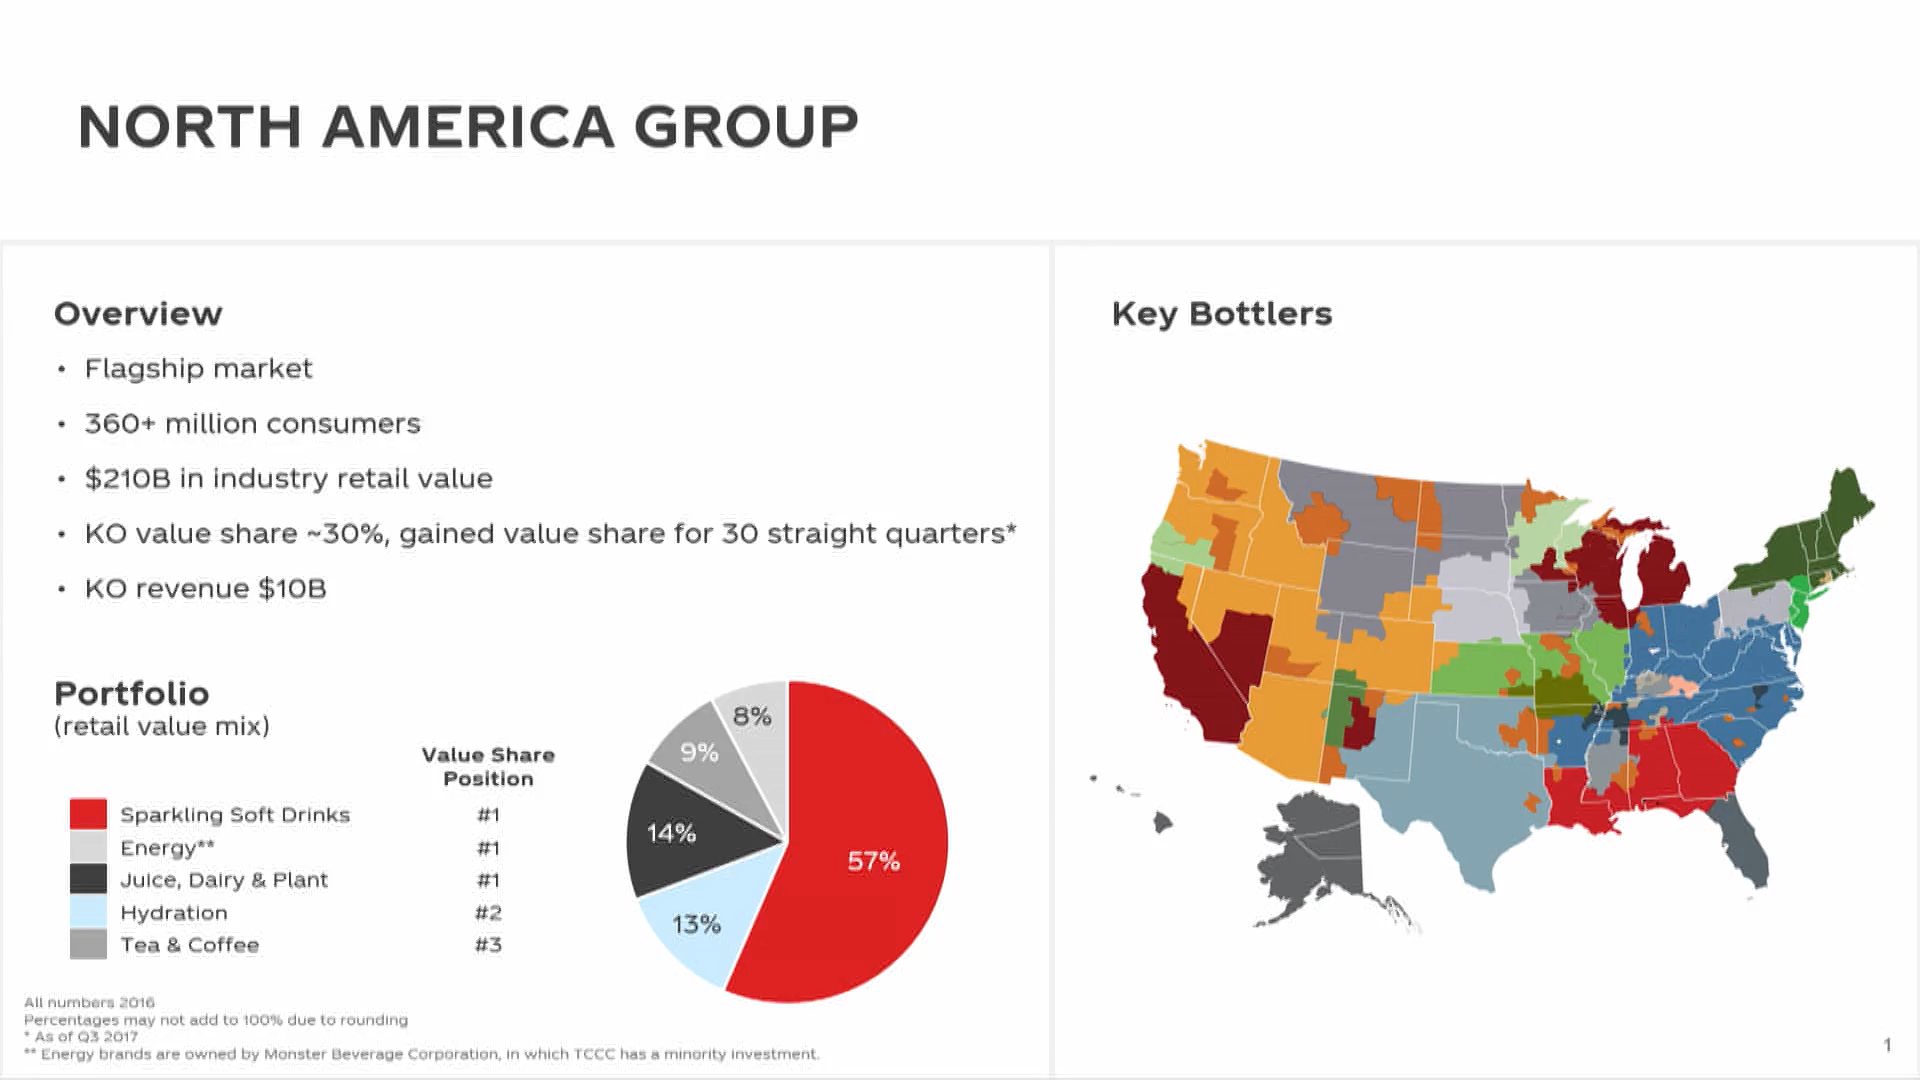 NORTH AMERICA GROUP
Overview
• Flagship market
• 360+ million consumers
• $210B in industry retail value
• KO value share ~30%, gained value share for 30 straight quarters*
• KO revenue $10B
Portfolio
(retail value mix)
Value Share
Position
Sparkling Soft Drinks #1
Energy** #1
Juice, Dairy & Plant #1
Hydration #2
Tea & Coffee #3
8%
9%
14%
57%
13%
All numbers 2016
Percentages may not add to 100% due to rounding
* As of Q3 2017
** Energy brands are owned by Monster Beverage Corporation, in which TCCC has a minority investment.
Key Bottlers
1